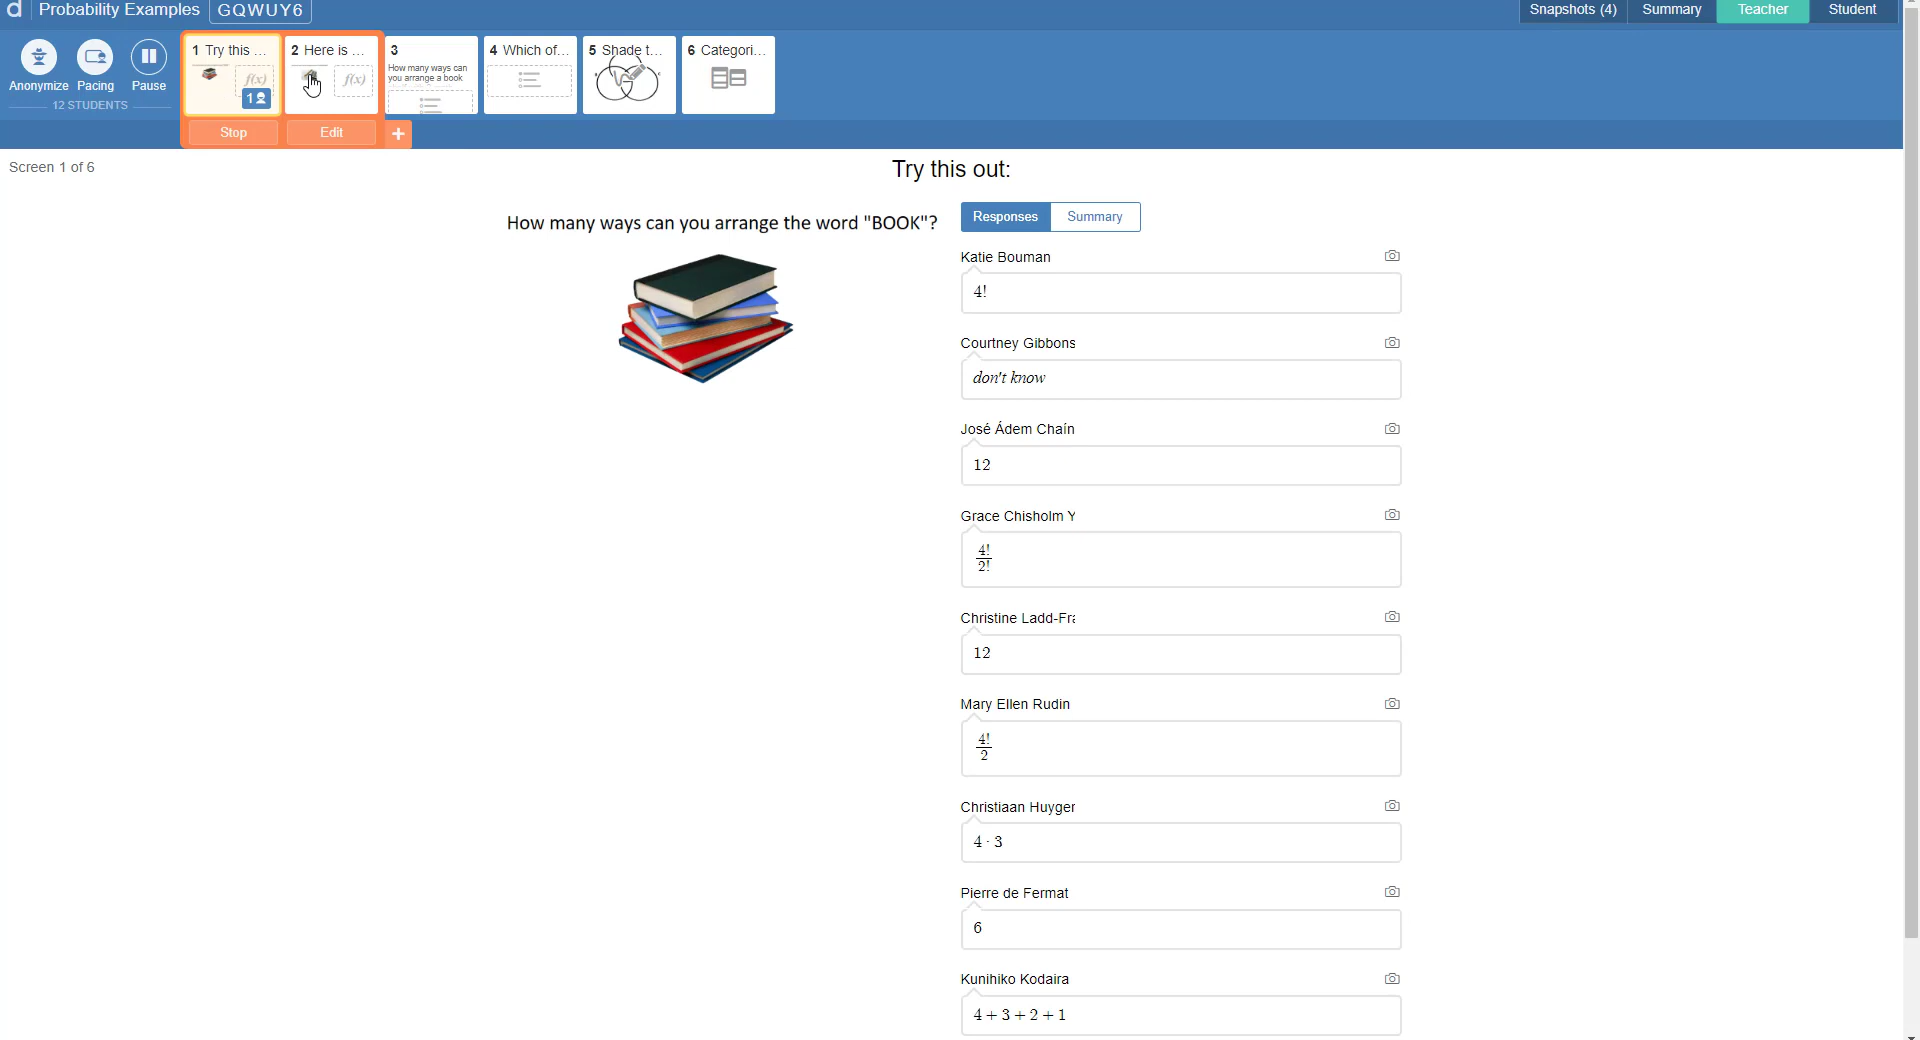 d Probability Examples GQWUY6 Snapshots (4) Summary Teacher Student
Anonymize Pacing Pause
12 STUDENTS
1 Try this ...
f(x)
1
2 Here is ...
f(x)
3
How many ways can
you arrange a book
4 Which of...
5 Shade t...
6 Categori...
Stop Edit +
Screen 1 of 6
Try this out:
How many ways can you arrange the word "BOOK"?
Responses Summary
Katie Bouman
4!
Courtney Gibbons
don't know
José Ádem Chaín
12
Grace Chisholm Y
4!
2!
Christine Ladd-Fra
12
Mary Ellen Rudin
4!
2
Christiaan Huyger
4 · 3
Pierre de Fermat
6
Kunihiko Kodaira
4 + 3 + 2 + 1